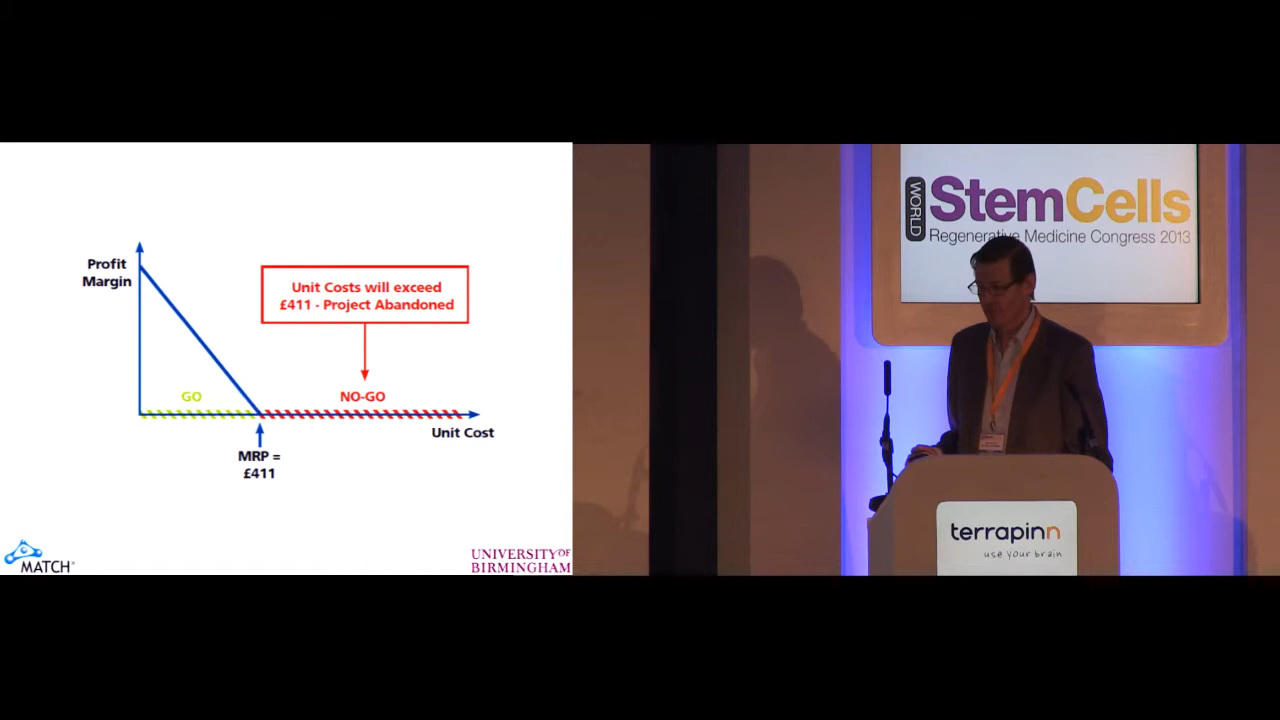 Profit
Margin
Unit Costs will exceed
£411 - Project Abandoned
GO
NO-GO
Unit Cost
MRP =
£411
MATCH
UNIVERSITY OF
BIRMINGHAM
WORLD
StemCells
Regenerative Medicine Congress 2013
terrapinn
use your brain